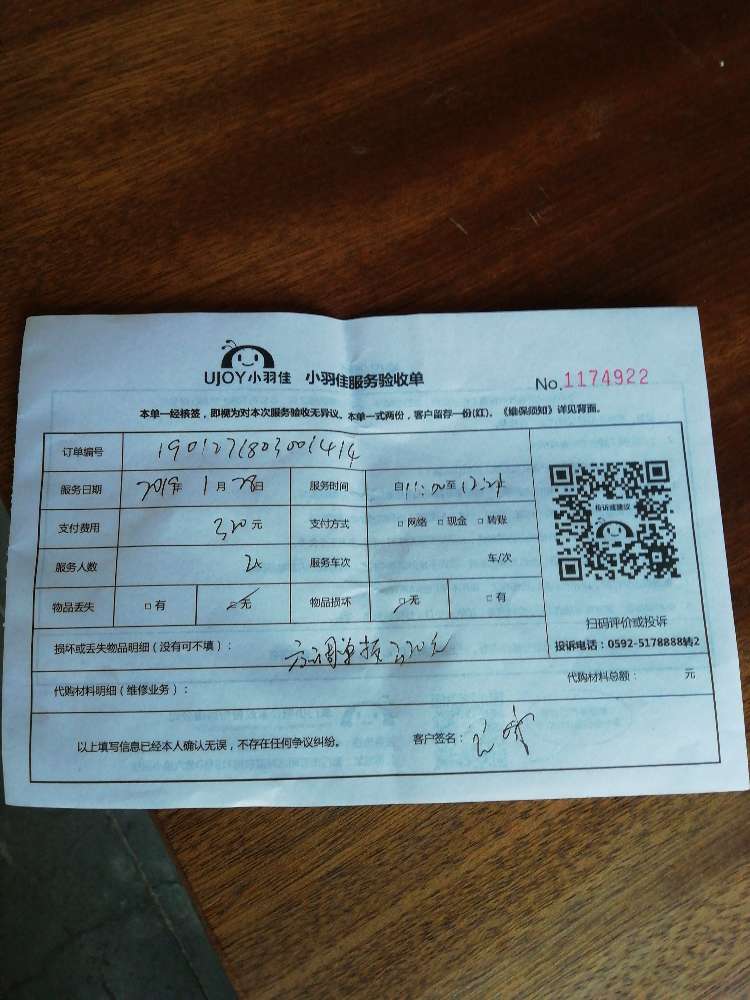 UJOY小羽佳 小羽佳服务验收单
No.1174922
本单一经核签，即视为对本次服务验收无异议。本单一式两份，客户留存一份(红)。《维保须知》详见背面。
订单编号 1901271803001414
服务日期 2019年 1月 28日 服务时间 自11:00至
支付费用 320元 支付方式 □网络 □现金 □转账
服务人数 2人 服务车次 车/次
物品丢失 □有 □无 物品损坏 □无 □有
投诉或建议
扫码评价或投诉
投诉电话：0592-5178888转2
损坏或丢失物品明细（没有可不填）：
代购材料明细（维修业务）： 代购材料总额： 元
以上填写信息已经本人确认无误，不存在任何争议纠纷。 客户签名：